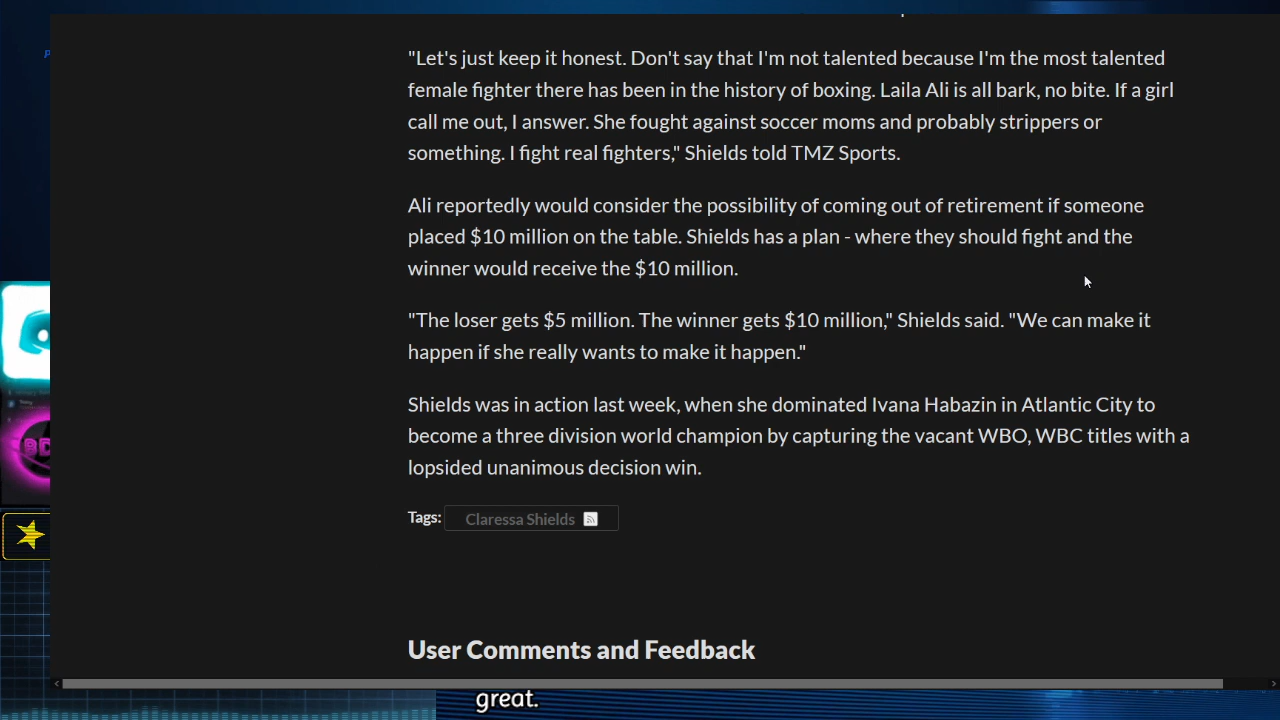 "Let's just keep it honest. Don't say that I'm not talented because I'm the most talented
female fighter there has been in the history of boxing. Laila Ali is all bark, no bite. If a girl
call me out, I answer. She fought against soccer moms and probably strippers or
something. I fight real fighters," Shields told TMZ Sports.
Ali reportedly would consider the possibility of coming out of retirement if someone
placed $10 million on the table. Shields has a plan - where they should fight and the
winner would receive the $10 million.
"The loser gets $5 million. The winner gets $10 million," Shields said. "We can make it
happen if she really wants to make it happen."
Shields was in action last week, when she dominated Ivana Habazin in Atlantic City to
become a three division world champion by capturing the vacant WBO, WBC titles with a
lopsided unanimous decision win.
Tags: Claressa Shields
User Comments and Feedback
great.